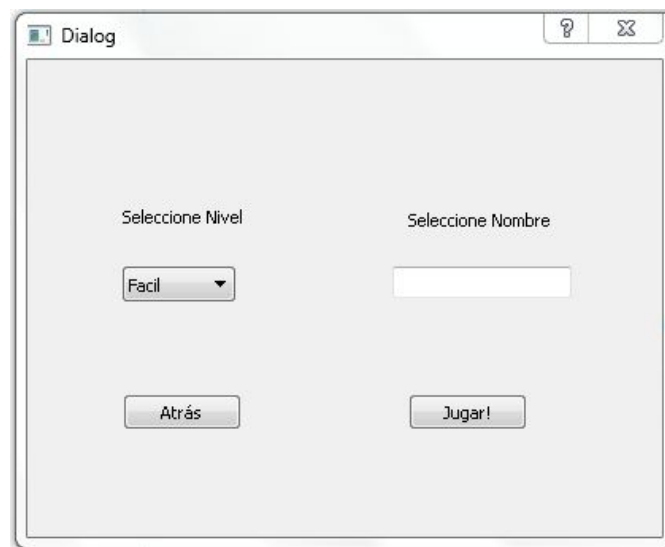 Dialog
Seleccione Nivel
Seleccione Nombre
Facil
Atrás
Jugar!